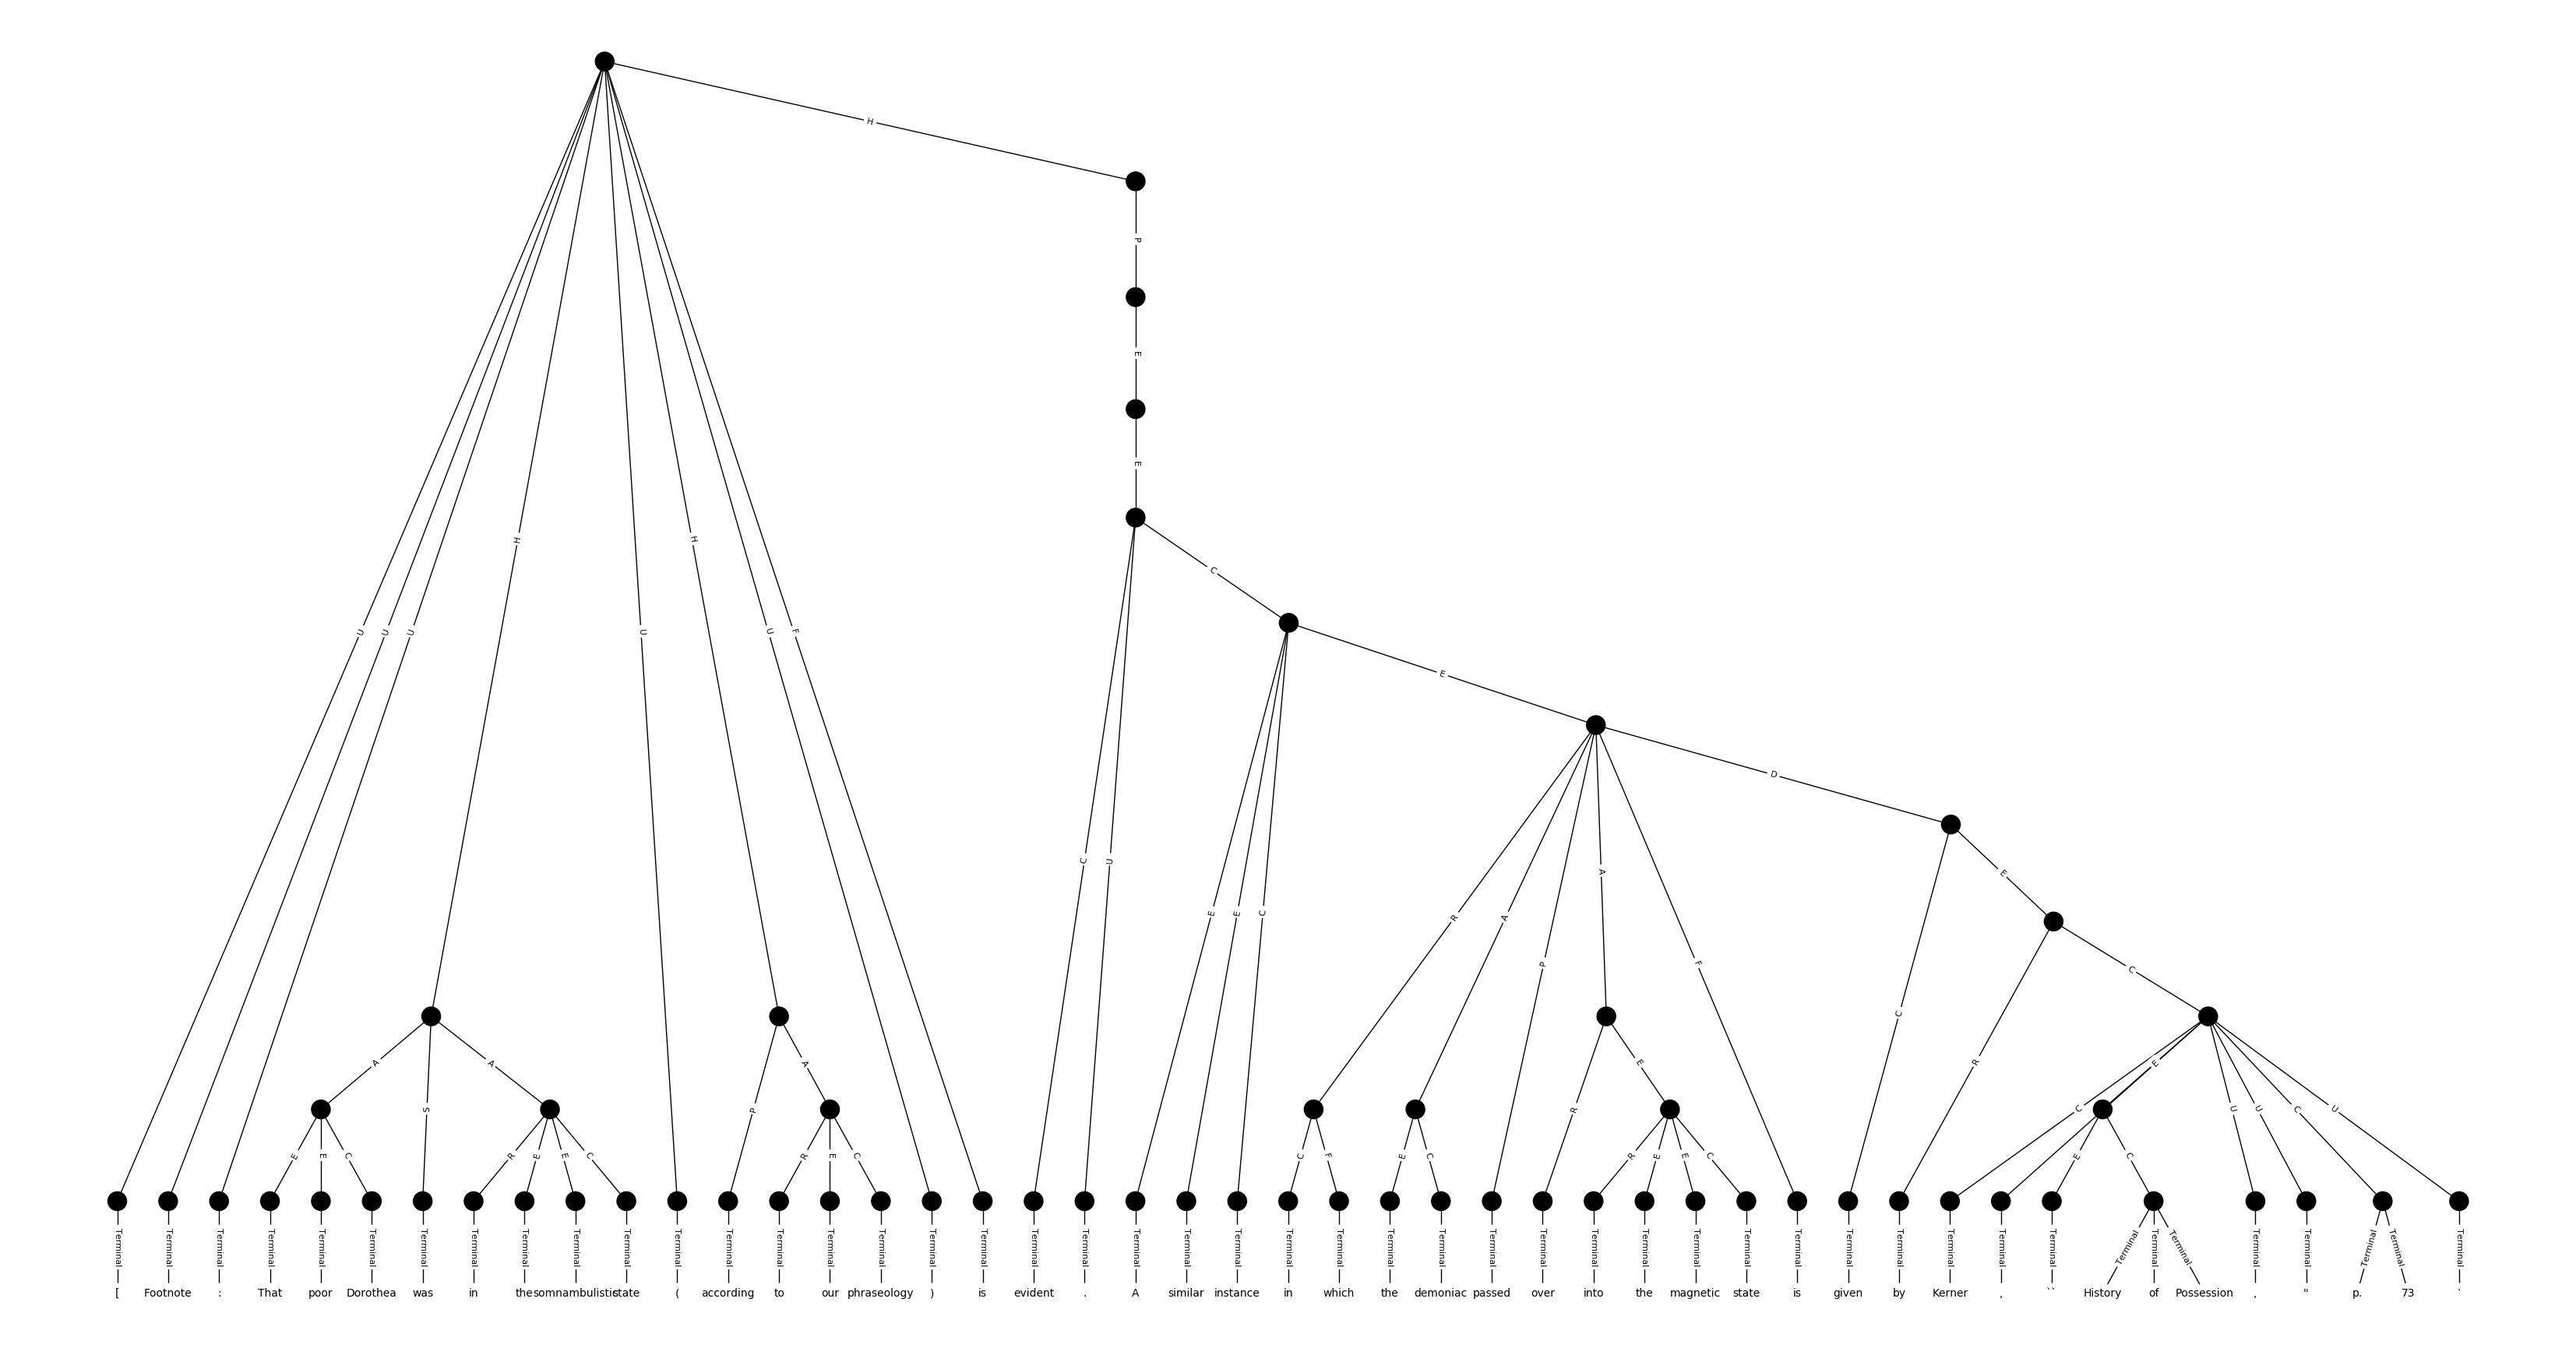 H
P
E
E
C
E
D
H H
U U U U U F
A
E
C U
E E C
R A P F
C
C
R
A S A
P A
R E
C E U U C U
E E C
R E E C
R E C
C F
E C
R E E C
E C
Terminal Terminal Terminal Terminal Terminal Terminal Terminal Terminal Terminal Terminal Terminal Terminal Terminal Terminal Terminal Terminal Terminal Terminal Terminal Terminal Terminal Terminal Terminal Terminal Terminal Terminal Terminal Terminal Terminal Terminal Terminal Terminal Terminal Terminal Terminal Terminal Terminal Terminal Terminal Terminal Terminal Terminal Terminal Terminal Terminal Terminal Terminal
[ Footnote : That poor Dorothea was in the somnambulistic state ( according to our phraseology ) is evident . A similar instance in which the demoniac passed over into the magnetic state is given by Kerner , `` History of Possession , " p. 73